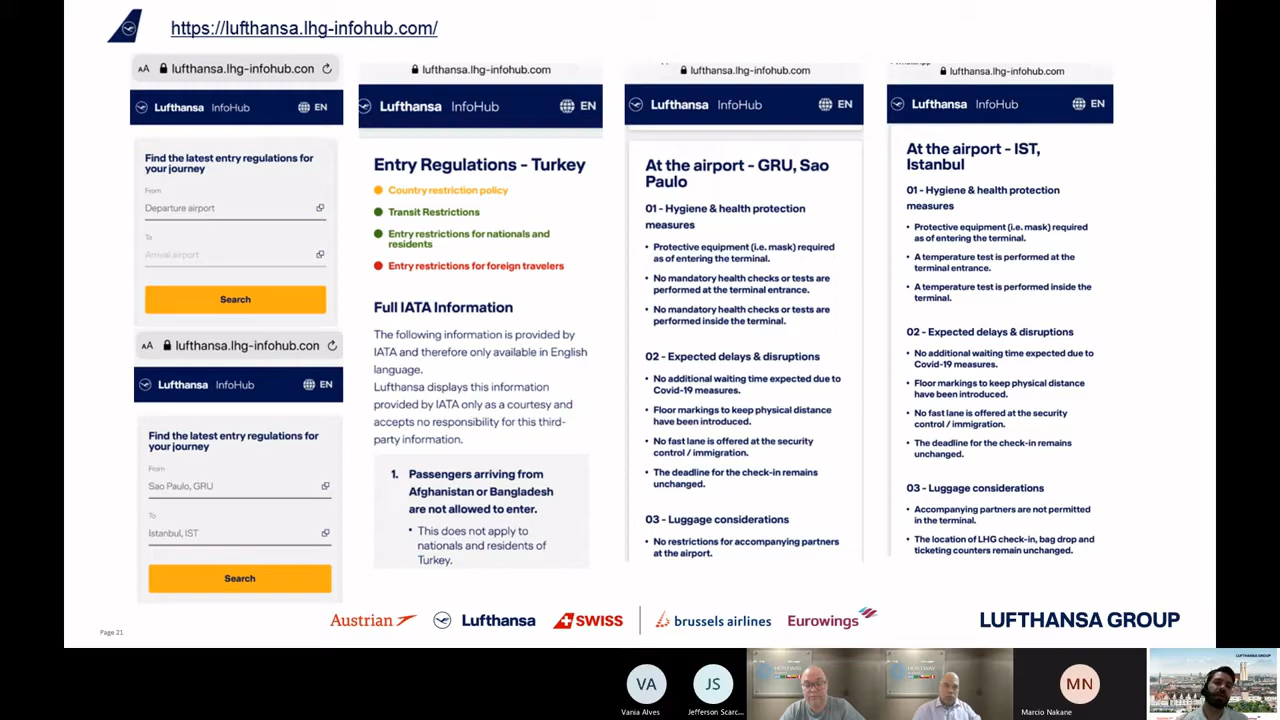 https://lufthansa.lhg-infohub.com/
AA lufthansa.lhg-infohub.con
Lufthansa InfoHub EN
Find the latest entry regulations for
your journey
From
Departure airport
To
Arrival airport
Search
AA lufthansa.lhg-infohub.con
Lufthansa InfoHub EN
Find the latest entry regulations for
your journey
From
Sao Paulo, GRU
To
Istanbul, IST
Search
lufthansa.lhg-infohub.com
Lufthansa InfoHub EN
Entry Regulations - Turkey
Country restriction policy
Transit Restrictions
Entry restrictions for nationals and
residents
Entry restrictions for foreign travelers
Full IATA Information
The following information is provided by
IATA and therefore only available in English
language.
Lufthansa displays this information
provided by IATA only as a courtesy and
accepts no responsibility for this third-
party information.
1. Passengers arriving from
Afghanistan or Bangladesh
are not allowed to enter.
• This does not apply to
nationals and residents of
Turkey.
lufthansa.lhg-infohub.com
Lufthansa InfoHub EN
At the airport - GRU, Sao
Paulo
01 - Hygiene & health protection
measures
• Protective equipment (i.e. mask) required
as of entering the terminal.
• No mandatory health checks or tests are
performed at the terminal entrance.
• No mandatory health checks or tests are
performed inside the terminal.
02 - Expected delays & disruptions
• No additional waiting time expected due to
Covid-19 measures.
• Floor markings to keep physical distance
have been introduced.
• No fast lane is offered at the security
control / immigration.
• The deadline for the check-in remains
unchanged.
03 - Luggage considerations
• No restrictions for accompanying partners
at the airport.
lufthansa.lhg-infohub.com
Lufthansa InfoHub EN
At the airport - IST,
Istanbul
01 - Hygiene & health protection
measures
• Protective equipment (i.e. mask) required
as of entering the terminal.
• A temperature test is performed at the
terminal entrance.
• A temperature test is performed inside the
terminal.
02 - Expected delays & disruptions
• No additional waiting time expected due to
Covid-19 measures.
• Floor markings to keep physical distance
have been introduced.
• No fast lane is offered at the security
control / immigration.
• The deadline for the check-in remains
unchanged.
03 - Luggage considerations
• Accompanying partners are not permitted
in the terminal.
• The location of LHG check-in, bag drop and
ticketing counters remain unchanged.
Page 21
Austrian Lufthansa SWISS brussels airlines Eurowings LUFTHANSA GROUP
VA
Vania Alves
JS
Jefferson Scarc...
HOSTWAY
HOSTWAY
MN
Marcio Nakane
LUFTHANSA GROUP